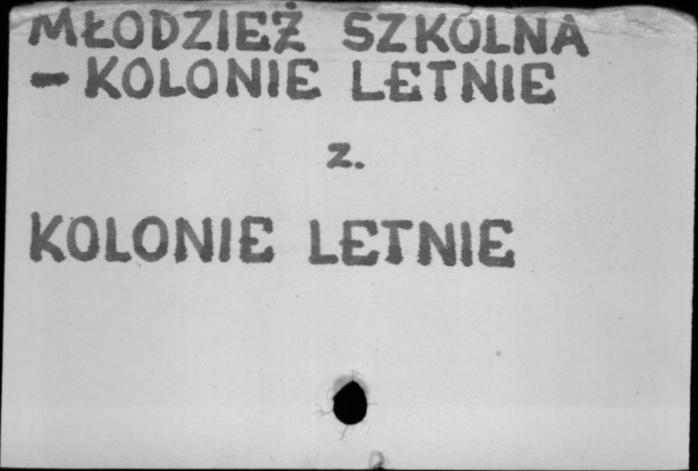 MŁODZIEŻ SZKOLNA
- KOLONIE LETNIE
z.
KOLONIE LETNIE